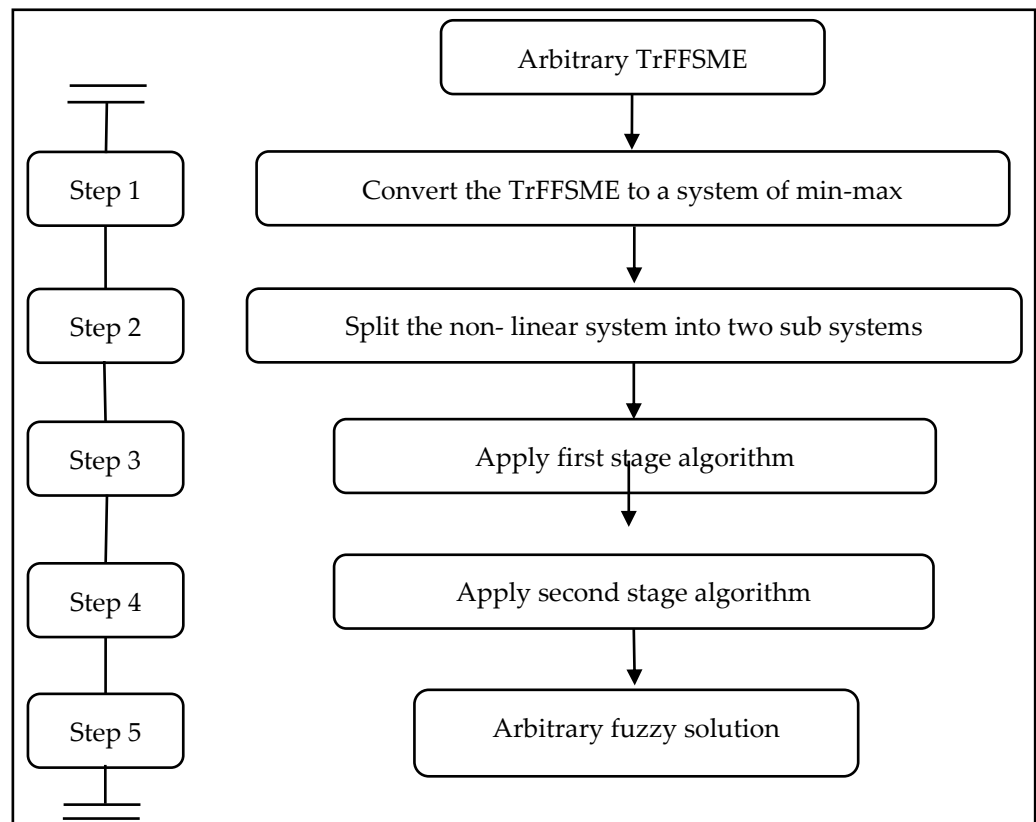 Arbitrary TrFFSME
Step 1
Convert the TrFFSME to a system of min-max
Step 2
Split the non- linear system into two sub systems
Step 3
Apply first stage algorithm
Step 4
Apply second stage algorithm
Step 5
Arbitrary fuzzy solution